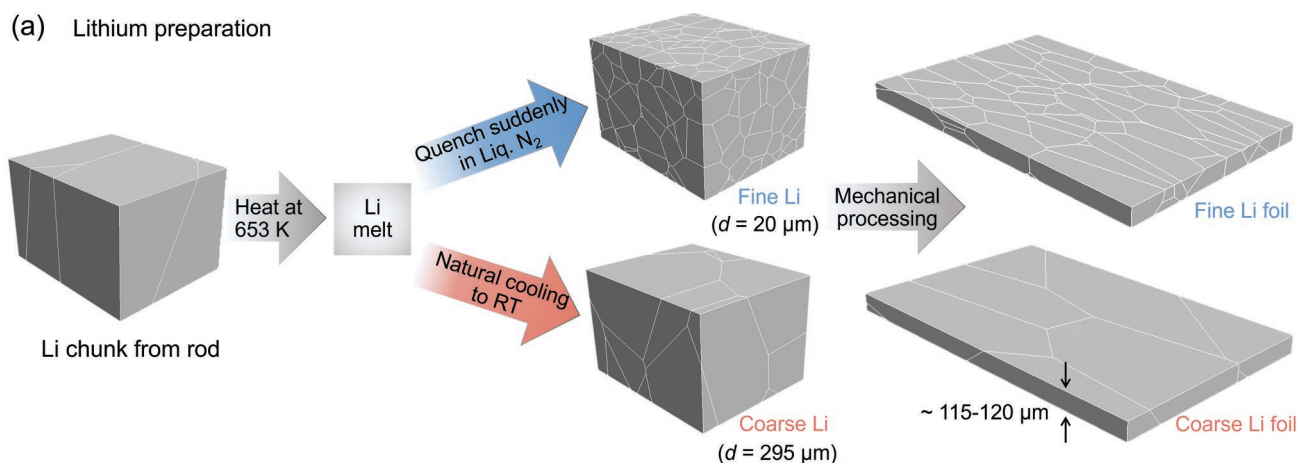 (a) Lithium preparation
Li chunk from rod
Heat at
653 K
Li
melt
Quench suddenly
in Liq. N₂
Natural cooling
to RT
Fine Li
(d = 20 µm)
Coarse Li
(d = 295 µm)
Mechanical
processing
Fine Li foil
~ 115-120 µm
Coarse Li foil